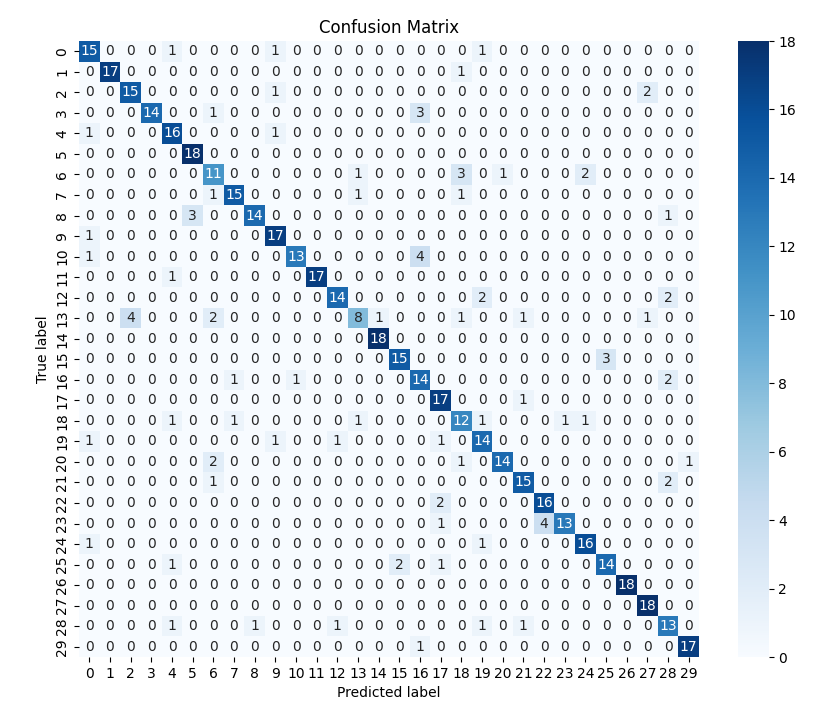 Confusion Matrix
True label
0 15 0 0 0 1 0 0 0 0 1 0 0 0 0 0 0 0 0 0 1 0 0 0 0 0 0 0 0 0 0
1 0 17 0 0 0 0 0 0 0 0 0 0 0 0 0 0 0 0 1 0 0 0 0 0 0 0 0 0 0 0
2 0 0 15 0 0 0 0 0 0 1 0 0 0 0 0 0 0 0 0 0 0 0 0 0 0 0 0 2 0 0
3 0 0 0 14 0 0 1 0 0 0 0 0 0 0 0 0 3 0 0 0 0 0 0 0 0 0 0 0 0 0
4 1 0 0 0 16 0 0 0 0 1 0 0 0 0 0 0 0 0 0 0 0 0 0 0 0 0 0 0 0 0
5 0 0 0 0 0 18 0 0 0 0 0 0 0 0 0 0 0 0 0 0 0 0 0 0 0 0 0 0 0 0
6 0 0 0 0 0 0 11 0 0 0 0 0 0 1 0 0 0 0 3 0 1 0 0 0 2 0 0 0 0 0
7 0 0 0 0 0 0 1 15 0 0 0 0 0 1 0 0 0 0 1 0 0 0 0 0 0 0 0 0 0 0
8 0 0 0 0 0 3 0 0 14 0 0 0 0 0 0 0 0 0 0 0 0 0 0 0 0 0 0 0 1 0
9 1 0 0 0 0 0 0 0 0 17 0 0 0 0 0 0 0 0 0 0 0 0 0 0 0 0 0 0 0 0
10 1 0 0 0 0 0 0 0 0 0 13 0 0 0 0 0 4 0 0 0 0 0 0 0 0 0 0 0 0 0
11 0 0 0 0 1 0 0 0 0 0 0 17 0 0 0 0 0 0 0 0 0 0 0 0 0 0 0 0 0 0
12 0 0 0 0 0 0 0 0 0 0 0 0 14 0 0 0 0 0 0 2 0 0 0 0 0 0 0 0 2 0
13 0 0 4 0 0 0 2 0 0 0 0 0 0 8 1 0 0 0 1 0 0 1 0 0 0 0 0 1 0 0
14 0 0 0 0 0 0 0 0 0 0 0 0 0 0 18 0 0 0 0 0 0 0 0 0 0 0 0 0 0 0
15 0 0 0 0 0 0 0 0 0 0 0 0 0 0 0 15 0 0 0 0 0 0 0 0 0 3 0 0 0 0
16 0 0 0 0 0 0 0 1 0 0 1 0 0 0 0 0 14 0 0 0 0 0 0 0 0 0 0 0 2 0
17 0 0 0 0 0 0 0 0 0 0 0 0 0 0 0 0 0 17 0 0 0 1 0 0 0 0 0 0 0 0
18 0 0 0 0 1 0 0 1 0 0 0 0 0 1 0 0 0 0 12 1 0 0 0 1 1 0 0 0 0 0
19 1 0 0 0 0 0 0 0 0 1 0 0 1 0 0 0 0 1 0 14 0 0 0 0 0 0 0 0 0 0
20 0 0 0 0 0 0 2 0 0 0 0 0 0 0 0 0 0 0 1 0 14 0 0 0 0 0 0 0 0 1
21 0 0 0 0 0 0 1 0 0 0 0 0 0 0 0 0 0 0 0 0 0 15 0 0 0 0 0 0 2 0
22 0 0 0 0 0 0 0 0 0 0 0 0 0 0 0 0 0 2 0 0 0 0 16 0 0 0 0 0 0 0
23 0 0 0 0 0 0 0 0 0 0 0 0 0 0 0 0 0 1 0 0 0 0 4 13 0 0 0 0 0 0
24 1 0 0 0 0 0 0 0 0 0 0 0 0 0 0 0 0 0 0 1 0 0 0 0 16 0 0 0 0 0
25 0 0 0 0 1 0 0 0 0 0 0 0 0 0 0 2 0 1 0 0 0 0 0 0 0 14 0 0 0 0
26 0 0 0 0 0 0 0 0 0 0 0 0 0 0 0 0 0 0 0 0 0 0 0 0 0 0 18 0 0 0
27 0 0 0 0 0 0 0 0 0 0 0 0 0 0 0 0 0 0 0 0 0 0 0 0 0 0 0 18 0 0
28 0 0 0 0 1 0 0 0 1 0 0 0 1 0 0 0 0 0 0 1 0 1 0 0 0 0 0 0 13 0
29 0 0 0 0 0 0 0 0 0 0 0 0 0 0 0 0 1 0 0 0 0 0 0 0 0 0 0 0 0 17
0 1 2 3 4 5 6 7 8 9 10 11 12 13 14 15 16 17 18 19 20 21 22 23 24 25 26 27 28 29
Predicted label
18
16
14
12
10
8
6
4
2
0